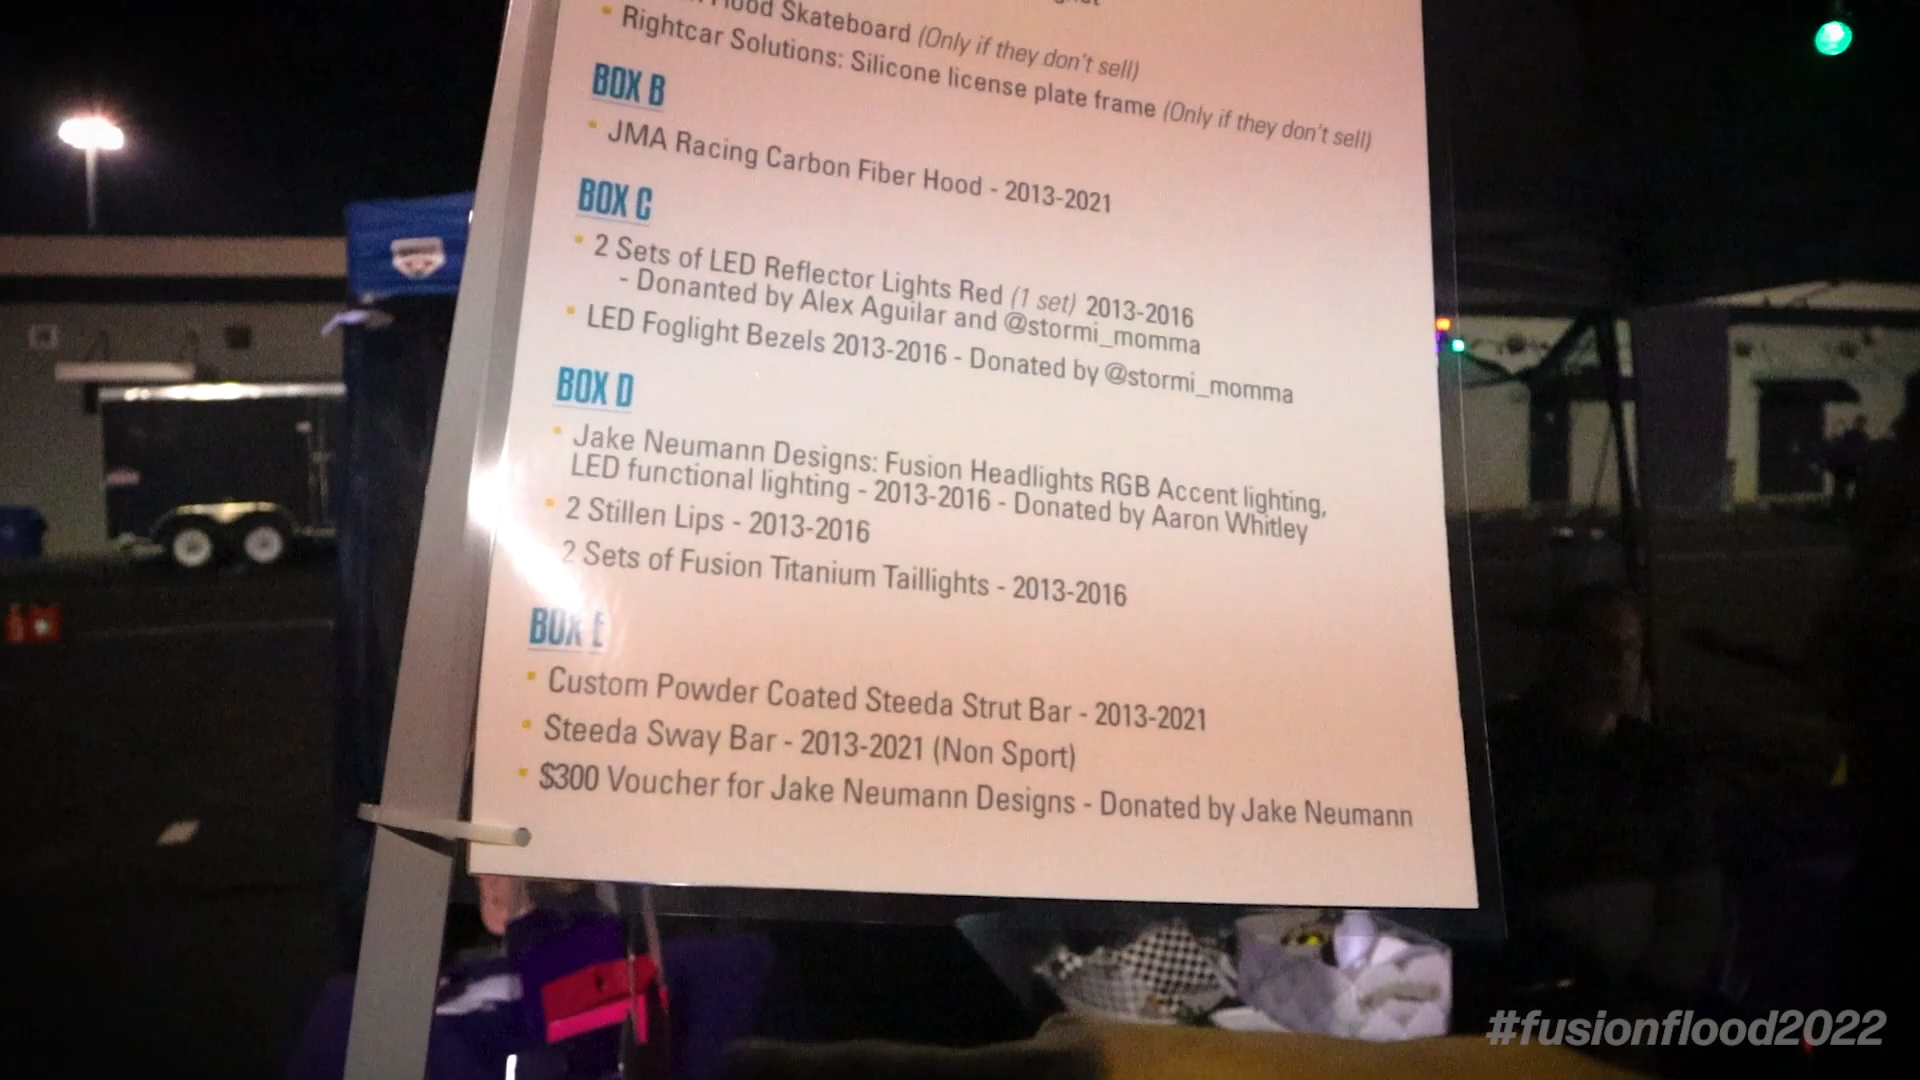 Flood Skateboard (Only if they don't sell)
Rightcar Solutions: Silicone license plate frame (Only if they don't sell)
BOX B
JMA Racing Carbon Fiber Hood - 2013-2021
BOX C
2 Sets of LED Reflector Lights Red (1 set) 2013-2016
- Donanted by Alex Aguilar and @stormi_momma
LED Foglight Bezels 2013-2016 - Donated by @stormi_momma
BOX D
Jake Neumann Designs: Fusion Headlights RGB Accent lighting,
LED functional lighting - 2013-2016 - Donated by Aaron Whitley
2 Stillen Lips - 2013-2016
2 Sets of Fusion Titanium Taillights - 2013-2016
BOX E
Custom Powder Coated Steeda Strut Bar - 2013-2021
Steeda Sway Bar - 2013-2021 (Non Sport)
$300 Voucher for Jake Neumann Designs - Donated by Jake Neumann
#fusionflood2022